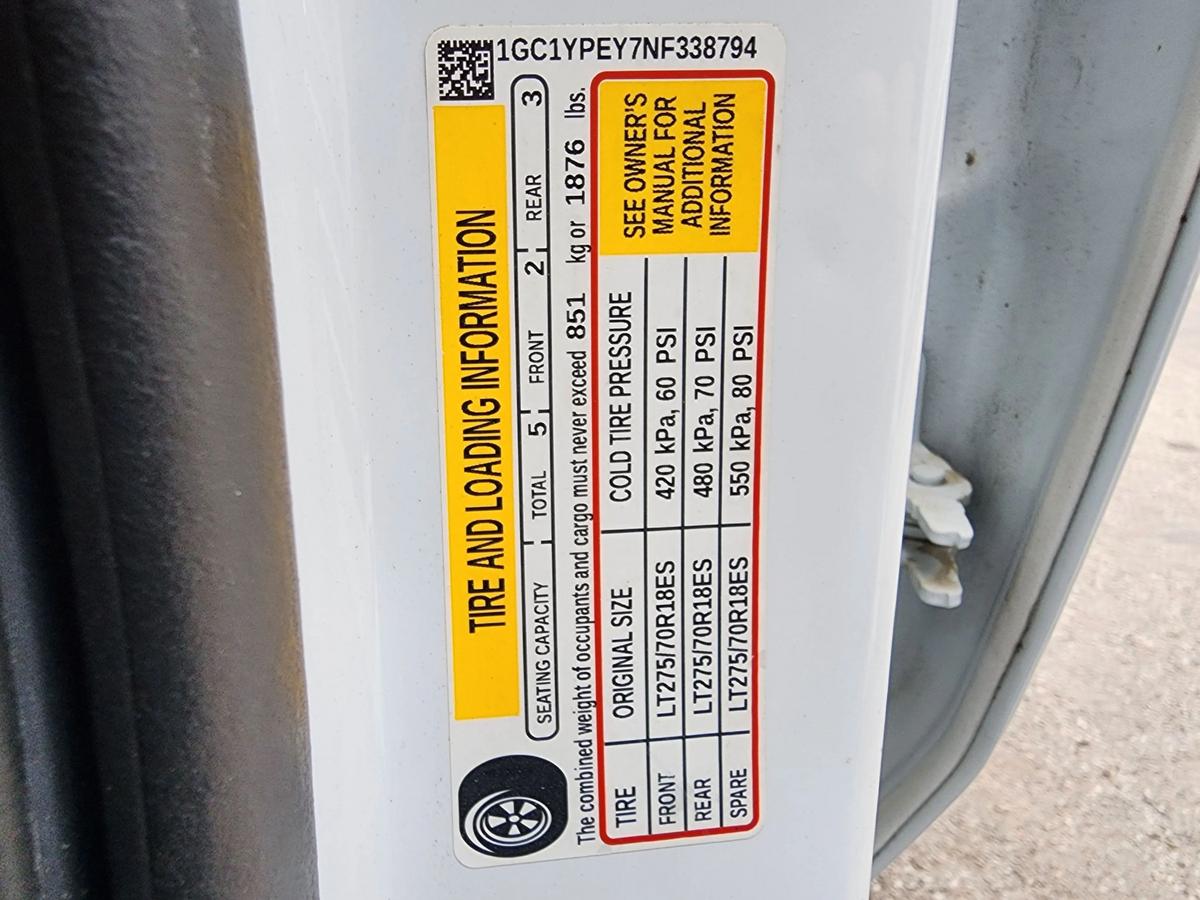 1GC1YPEY7NF338794
TIRE AND LOADING INFORMATION
SEATING CAPACITY TOTAL 5 FRONT 2 REAR 3
The combined weight of occupants and cargo must never exceed 851 kg or 1876 lbs.
TIRE ORIGINAL SIZE COLD TIRE PRESSURE
FRONT LT275/70R18ES 420 kPa, 60 PSI
REAR LT275/70R18ES 480 kPa, 70 PSI
SPARE LT275/70R18ES 550 kPa, 80 PSI
SEE OWNER'S
MANUAL FOR
ADDITIONAL
INFORMATION